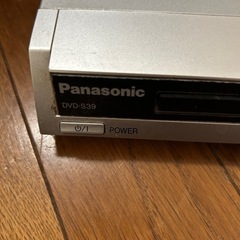 Panasonic
DVD-S39
⏻/I POWER